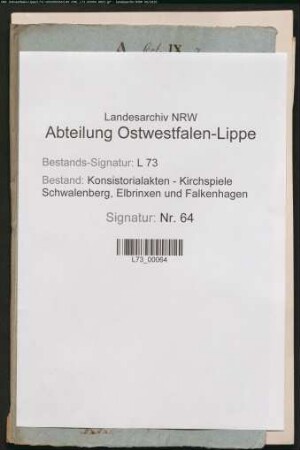 Landesarchiv NRW
Abteilung Ostwestfalen-Lippe
Bestands-Signatur: L 73
Bestand: Konsistorialakten - Kirchspiele
Schwalenberg, Elbrinxen und Falkenhagen
Signatur: Nr. 64
L73_00064